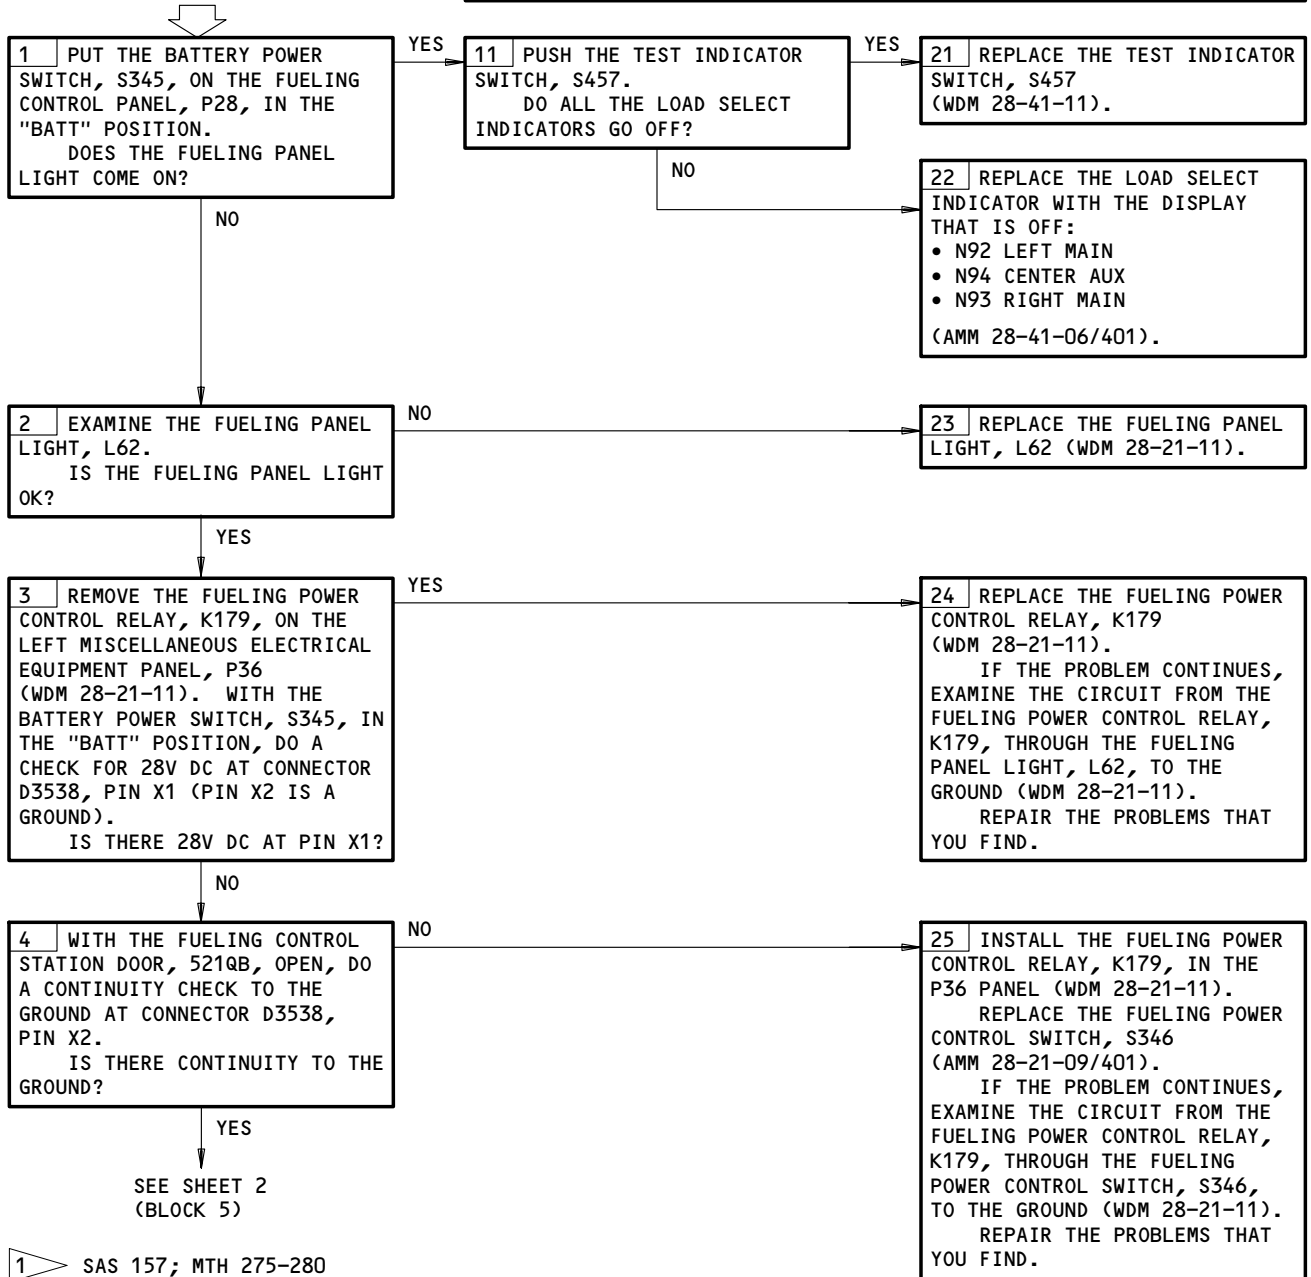 1 PUT THE BATTERY POWER
SWITCH, S345, ON THE FUELING
CONTROL PANEL, P28, IN THE
"BATT" POSITION.
DOES THE FUELING PANEL
LIGHT COME ON?
YES
11 PUSH THE TEST INDICATOR
SWITCH, S457.
DO ALL THE LOAD SELECT
INDICATORS GO OFF?
YES
21 REPLACE THE TEST INDICATOR
SWITCH, S457
(WDM 28-41-11).
NO
22 REPLACE THE LOAD SELECT
INDICATOR WITH THE DISPLAY
THAT IS OFF:
• N92 LEFT MAIN
• N94 CENTER AUX
• N93 RIGHT MAIN
(AMM 28-41-06/401).
NO
2 EXAMINE THE FUELING PANEL
LIGHT, L62.
IS THE FUELING PANEL LIGHT
OK?
NO
23 REPLACE THE FUELING PANEL
LIGHT, L62 (WDM 28-21-11).
YES
3 REMOVE THE FUELING POWER
CONTROL RELAY, K179, ON THE
LEFT MISCELLANEOUS ELECTRICAL
EQUIPMENT PANEL, P36
(WDM 28-21-11). WITH THE
BATTERY POWER SWITCH, S345, IN
THE "BATT" POSITION, DO A
CHECK FOR 28V DC AT CONNECTOR
D3538, PIN X1 (PIN X2 IS A
GROUND).
IS THERE 28V DC AT PIN X1?
YES
24 REPLACE THE FUELING POWER
CONTROL RELAY, K179
(WDM 28-21-11).
IF THE PROBLEM CONTINUES,
EXAMINE THE CIRCUIT FROM THE
FUELING POWER CONTROL RELAY,
K179, THROUGH THE FUELING
PANEL LIGHT, L62, TO THE
GROUND (WDM 28-21-11).
REPAIR THE PROBLEMS THAT
YOU FIND.
NO
4 WITH THE FUELING CONTROL
STATION DOOR, 521QB, OPEN, DO
A CONTINUITY CHECK TO THE
GROUND AT CONNECTOR D3538,
PIN X2.
IS THERE CONTINUITY TO THE
GROUND?
NO
25 INSTALL THE FUELING POWER
CONTROL RELAY, K179, IN THE
P36 PANEL (WDM 28-21-11).
REPLACE THE FUELING POWER
CONTROL SWITCH, S346
(AMM 28-21-09/401).
IF THE PROBLEM CONTINUES,
EXAMINE THE CIRCUIT FROM THE
FUELING POWER CONTROL RELAY,
K179, THROUGH THE FUELING
POWER CONTROL SWITCH, S346,
TO THE GROUND (WDM 28-21-11).
REPAIR THE PROBLEMS THAT
YOU FIND.
YES
SEE SHEET 2
(BLOCK 5)
1 SAS 157; MTH 275-280